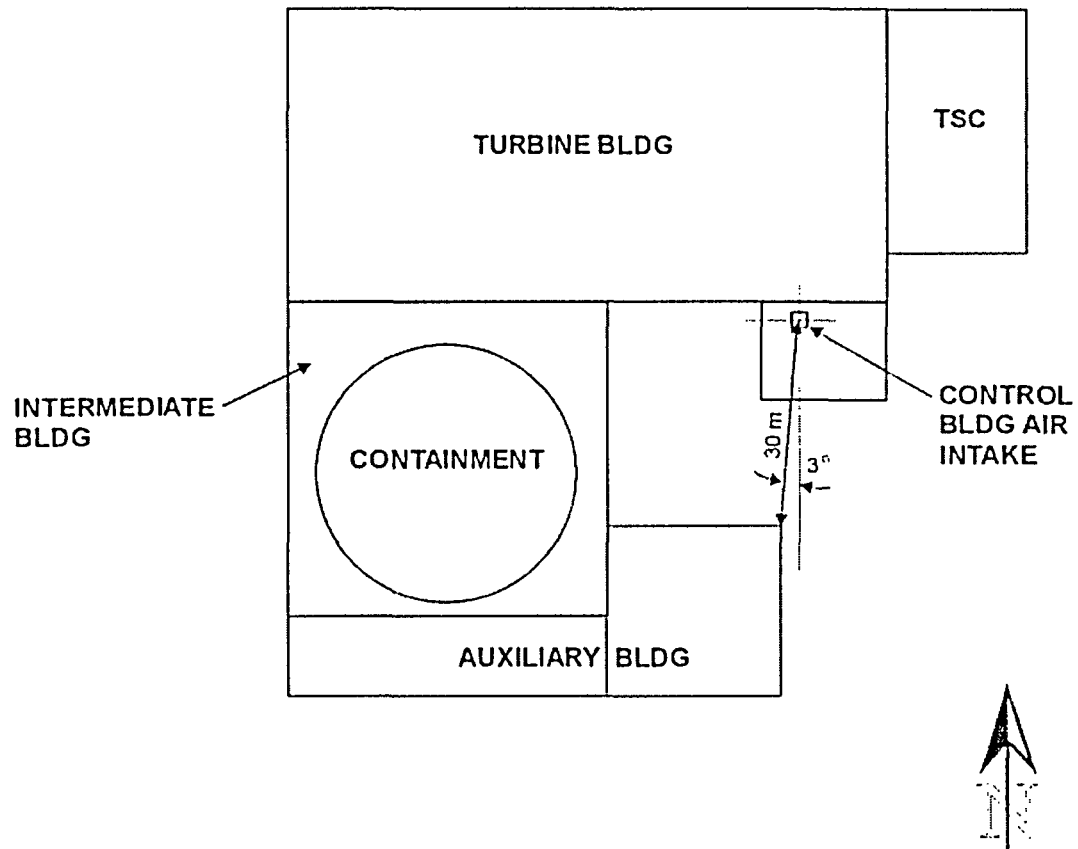 TURBINE BLDG
TSC
INTERMEDIATE
BLDG
CONTAINMENT
30 m
3°
CONTROL
BLDG AIR
INTAKE
AUXILIARY BLDG
N